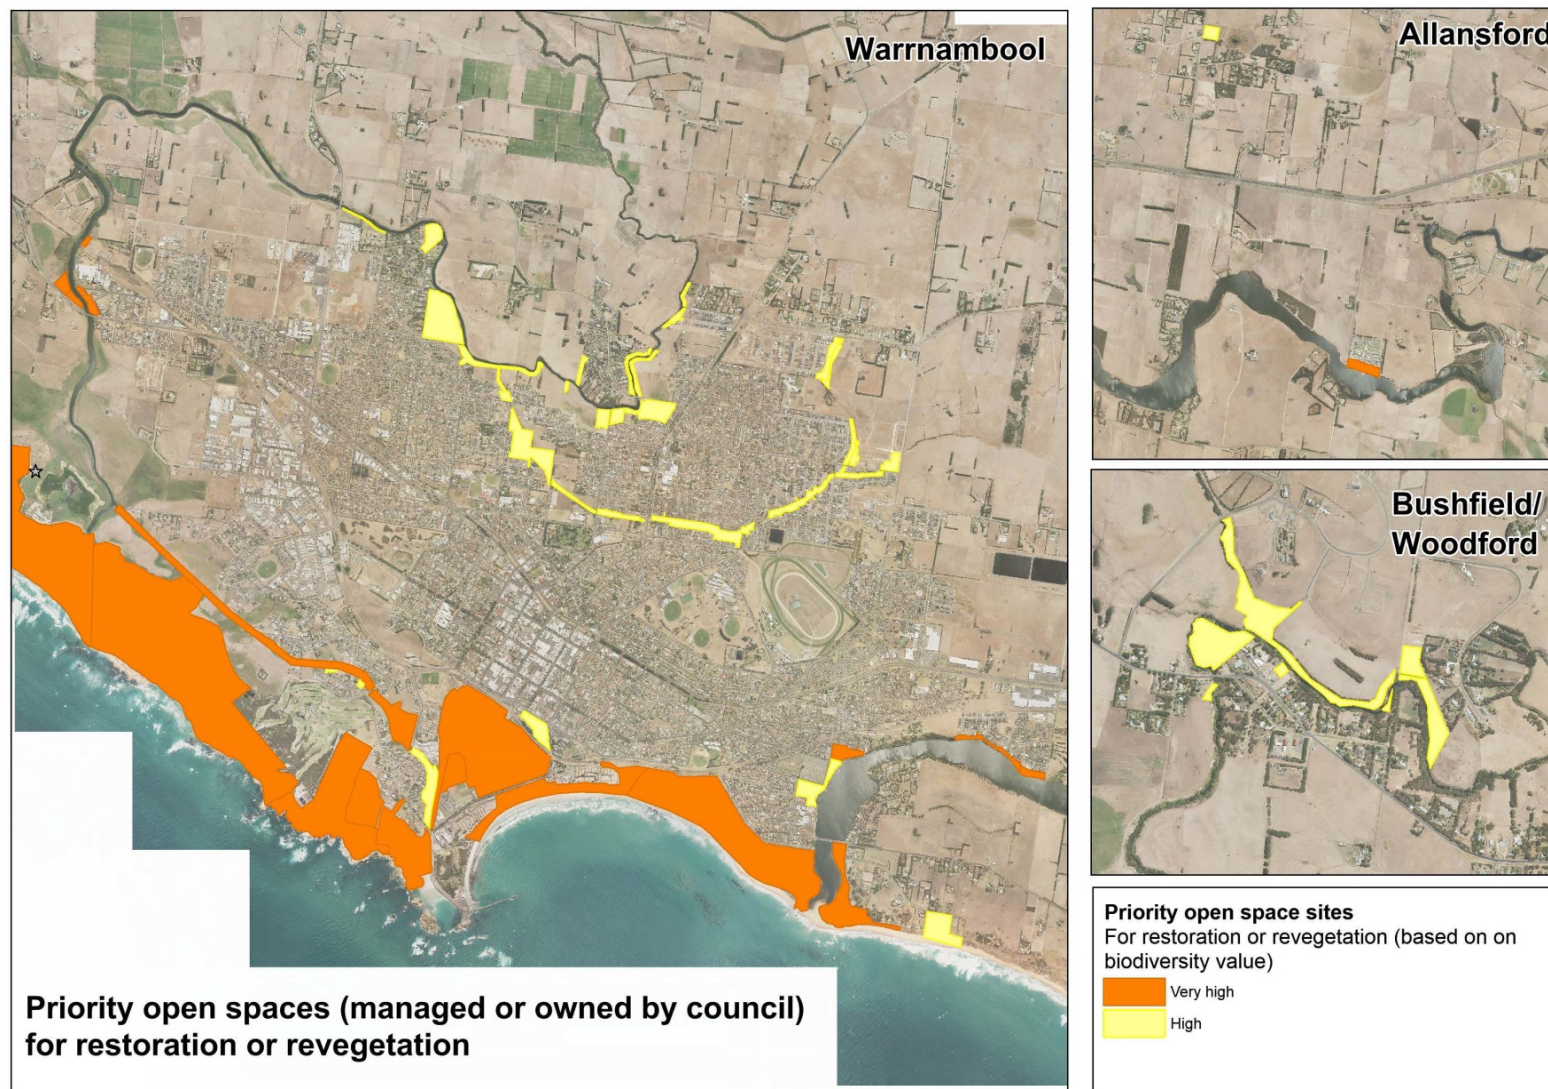 Warrnambool
Allansford
Bushfield/
Woodford
Priority open spaces (managed or owned by council)
for restoration or revegetation
Priority open space sites
For restoration or revegetation (based on on
biodiversity value)
Very high
High